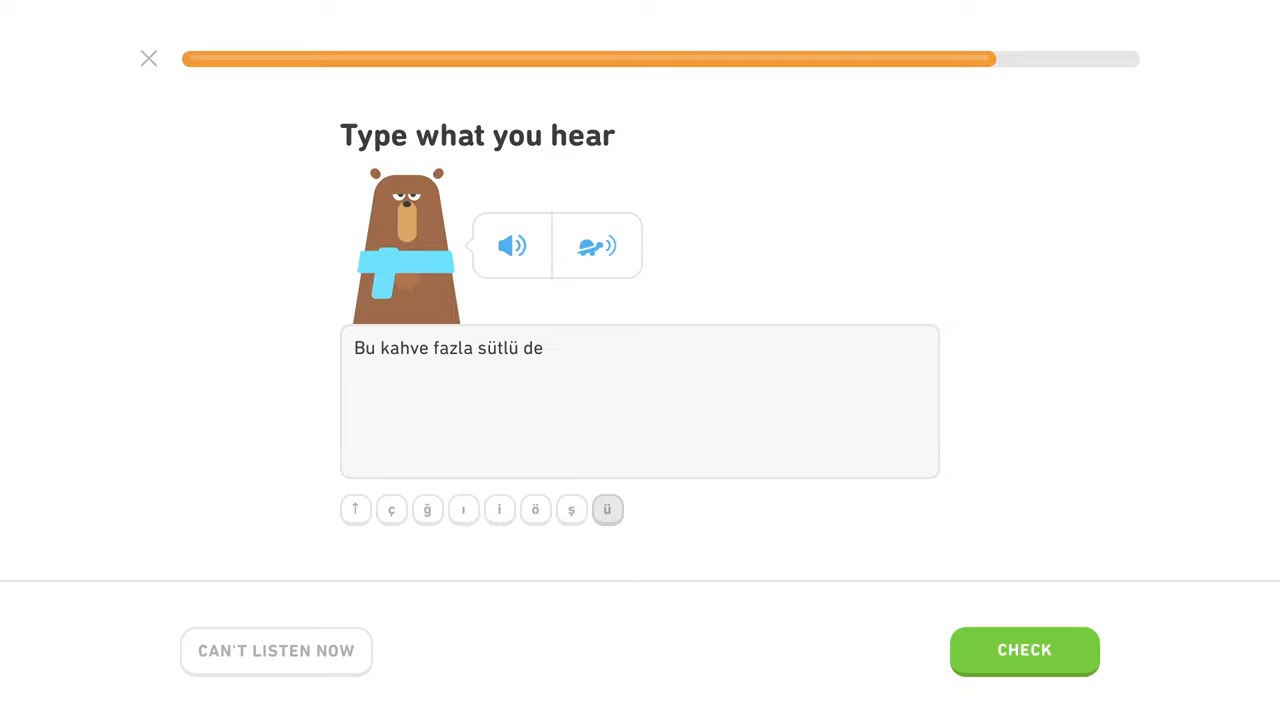 Type what you hear
Bu kahve fazla sütlü de
↑ ç ğ ı i ö ş ü
CAN'T LISTEN NOW
CHECK